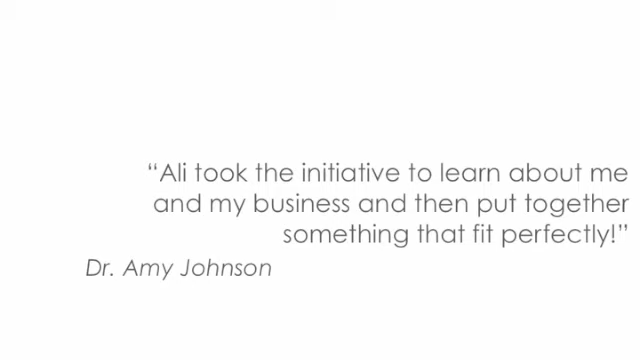 “Ali took the initiative to learn about me
and my business and then put together
something that fit perfectly!”
Dr. Amy Johnson